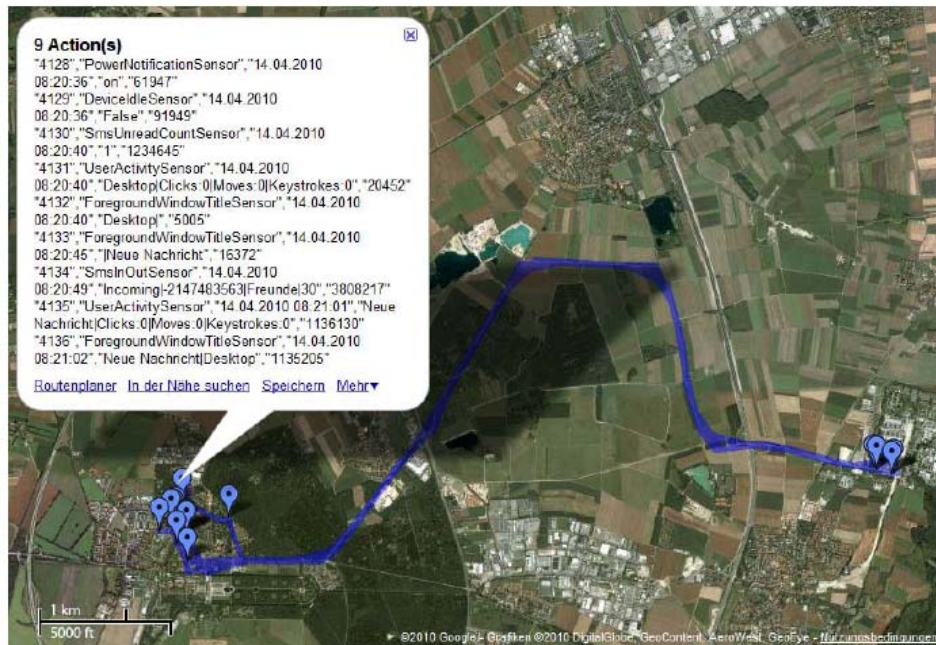 9 Action(s)
"4128","PowerNotificationSensor","14.04.2010
08:20:36","on","61947"
"4129","DeviceIdleSensor","14.04.2010
08:20:36","False","91949"
"4130","SmsUnreadCountSensor","14.04.2010
08:20:40","1","1234645"
"4131","UserActivitySensor","14.04.2010
08:20:40","Desktop|Clicks:0|Moves:0|Keystrokes:0","20452"
"4132","ForegroundWindowTitleSensor","14.04.2010
08:20:40","Desktop|","5005"
"4133","ForegroundWindowTitleSensor","14.04.2010
08:20:45","|Neue Nachricht","16372"
"4134","SmsInOutSensor","14.04.2010
08:20:49","Incoming|-2147483563|Freunde|30","3808217"
"4135","UserActivitySensor","14.04.2010 08:21:01","Neue
Nachricht|Clicks:0|Moves:0|Keystrokes:0","1136130"
"4136","ForegroundWindowTitleSensor","14.04.2010
08:21:02","Neue Nachricht|Desktop","1135205"
Routenplaner In der Nähe suchen Speichern Mehr▼
1 km
5000 ft
©2010 Google - Grafiken ©2010 DigitalGlobe, GeoContent, AeroWest, GeoEye - Nutzungsbedingungen